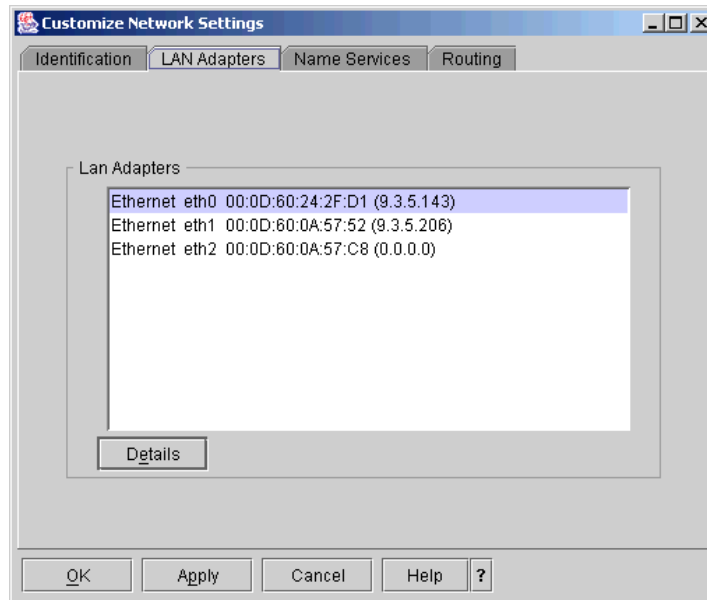 Customize Network Settings
Identification LAN Adapters Name Services Routing
Lan Adapters
Ethernet eth0 00:0D:60:24:2F:D1 (9.3.5.143)
Ethernet eth1 00:0D:60:0A:57:52 (9.3.5.206)
Ethernet eth2 00:0D:60:0A:57:C8 (0.0.0.0)
Details
OK Apply Cancel Help ?